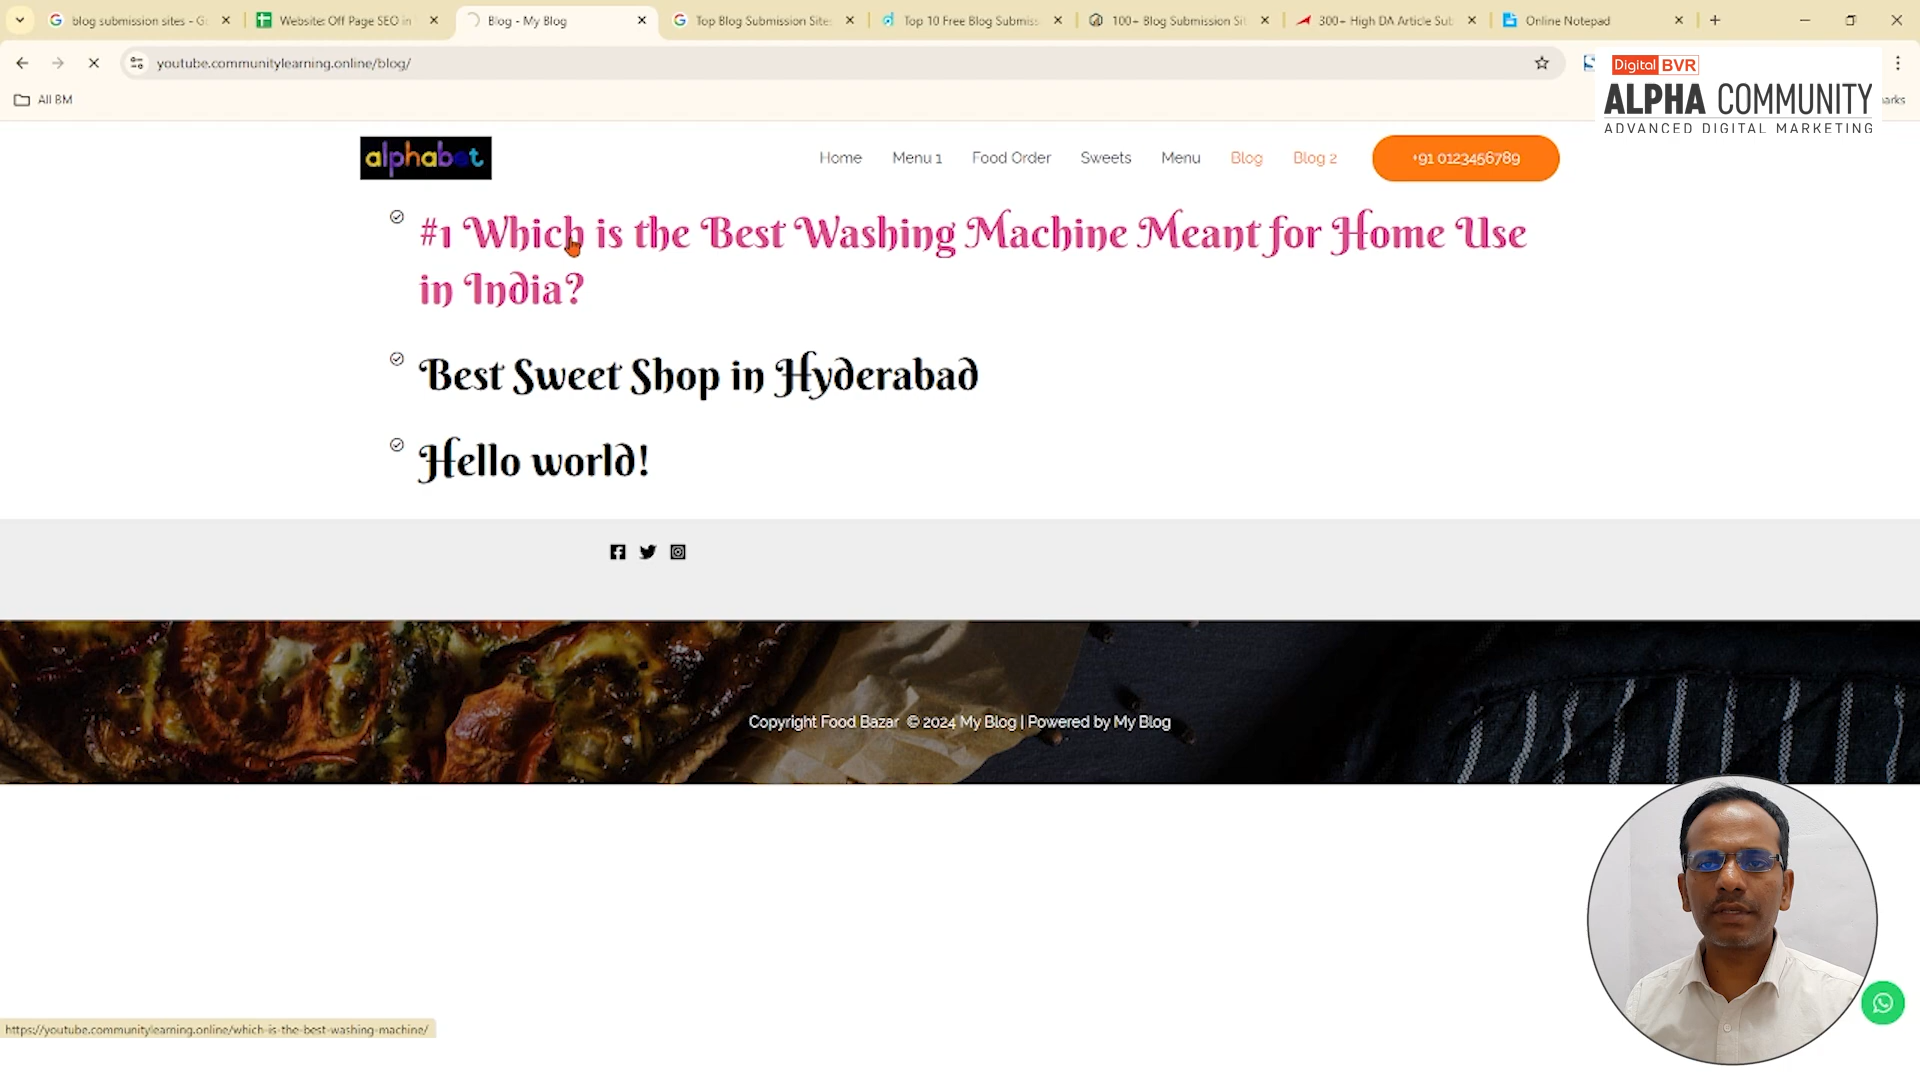 blog submission sites - G
Website: Off Page SEO in
Blog - My Blog
Top Blog Submission Site
Top 10 Free Blog Submiss
100+ Blog Submission Sit
300+ High DA Article Sub
Online Notepad
youtube.communitylearning.online/blog/
All BM
Digital BVR
ALPHA COMMUNITY
ADVANCED DIGITAL MARKETING
alphabet
Home
Menu 1
Food Order
Sweets
Menu
Blog
Blog 2
+91 0123456789
#1 Which is the Best Washing Machine Meant for Home Use
in India?
Best Sweet Shop in Hyderabad
Hello world!
Copyright Food Bazar © 2024 My Blog | Powered by My Blog
https://youtube.communitylearning.online/which-is-the-best-washing-machine/